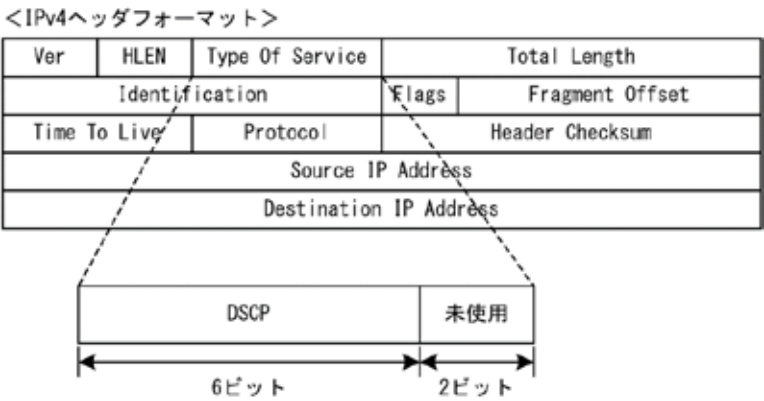 <IPv4ヘッダフォーマット>
Ver HLEN Type Of Service Total Length
Identification Flags Fragment Offset
Time To Live Protocol Header Checksum
Source IP Address
Destination IP Address
DSCP 未使用
6ビット 2ビット